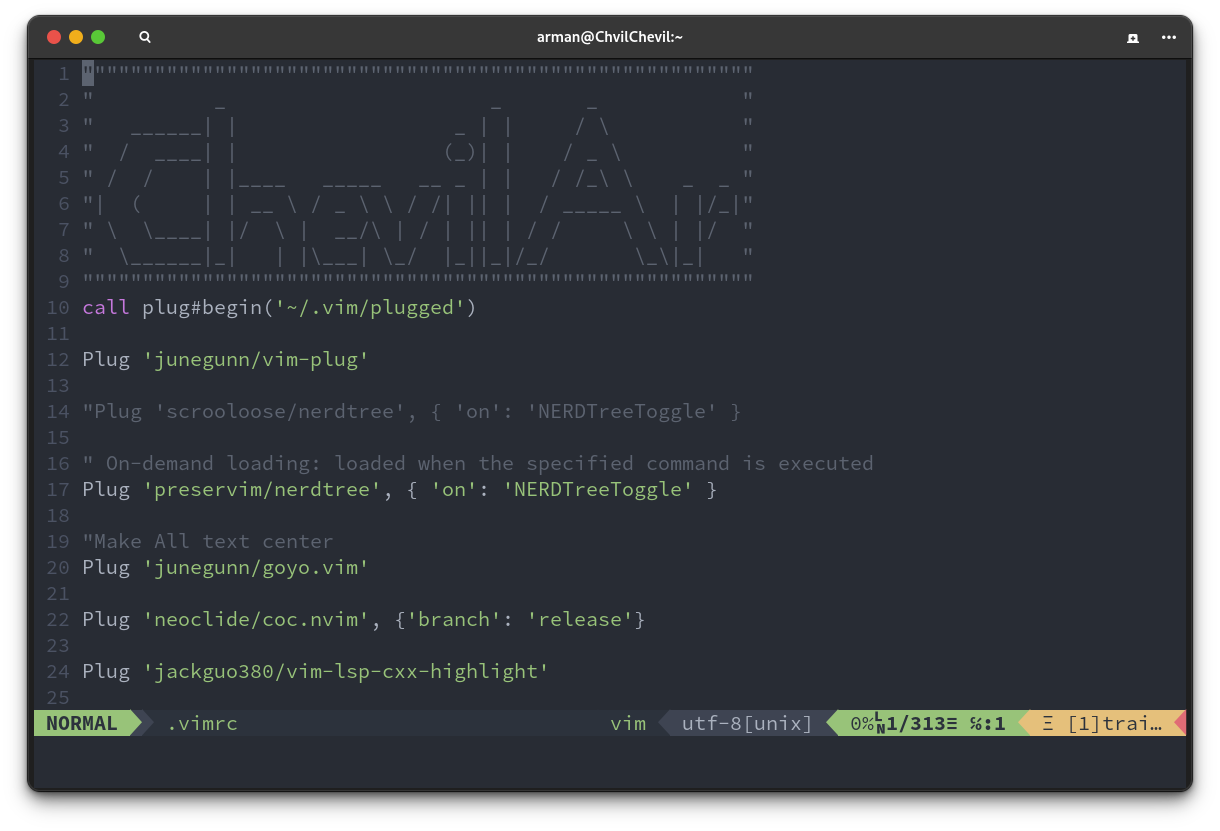 arman@ChvilChevil:~
1 """"""""""""""""""""""""""""""""""""""""""""""""""""""""
2 "          _                      _       _            "
3 "   ______| |                  _ | |     / \           "
4 "  /  ____| |                 (_)| |    / _ \          "
5 " /  /    | |____   _____   __ _ | |   / /_\ \    _  _ "
6 "|  (     | | __ \ / _ \ \ / /| || |  / _____ \  | |/_|"
7 " \  \____| |/  \ |  __/\ | / | || | / /     \ \ | |/  "
8 "  \______|_|   | |\___| \_/  |_||_|/_/       \_\|_|   "
9 """"""""""""""""""""""""""""""""""""""""""""""""""""""""
10 call plug#begin('~/.vim/plugged')
11
12 Plug 'junegunn/vim-plug'
13
14 "Plug 'scrooloose/nerdtree', { 'on': 'NERDTreeToggle' }
15
16 " On-demand loading: loaded when the specified command is executed
17 Plug 'preservim/nerdtree', { 'on': 'NERDTreeToggle' }
18
19 "Make All text center
20 Plug 'junegunn/goyo.vim'
21
22 Plug 'neoclide/coc.nvim', {'branch': 'release'}
23
24 Plug 'jackguo380/vim-lsp-cxx-highlight'
25
NORMAL .vimrc vim utf-8[unix] 0% LN 1/313≡ ℅:1 Ξ [1]trai…